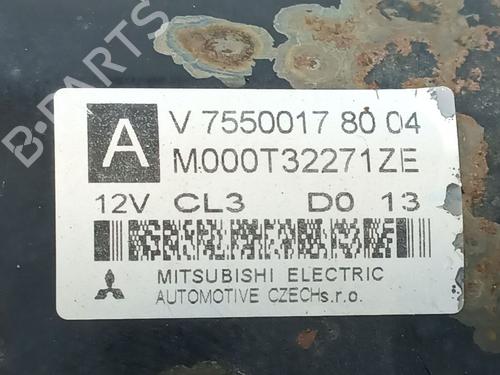 B-PARTS
A
V 7550017 80 04
M000T32271ZE
12V CL3 D0 13
MITSUBISHI ELECTRIC
AUTOMOTIVE CZECHs.r.o.